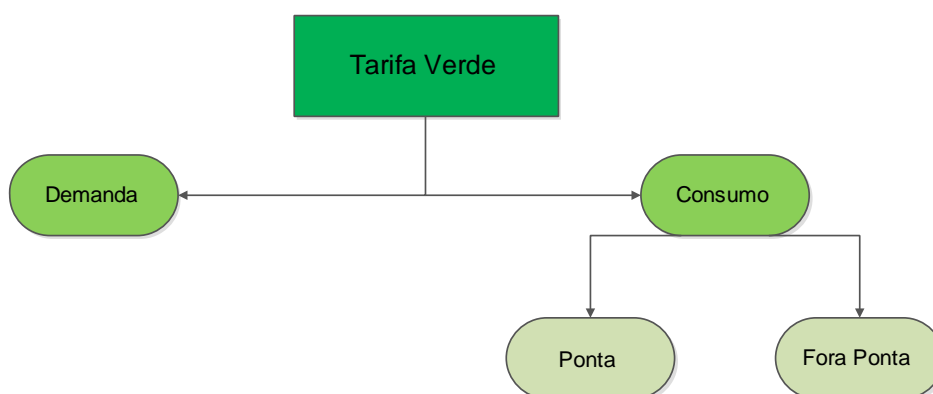 Tarifa Verde
Demanda
Consumo
Ponta
Fora Ponta